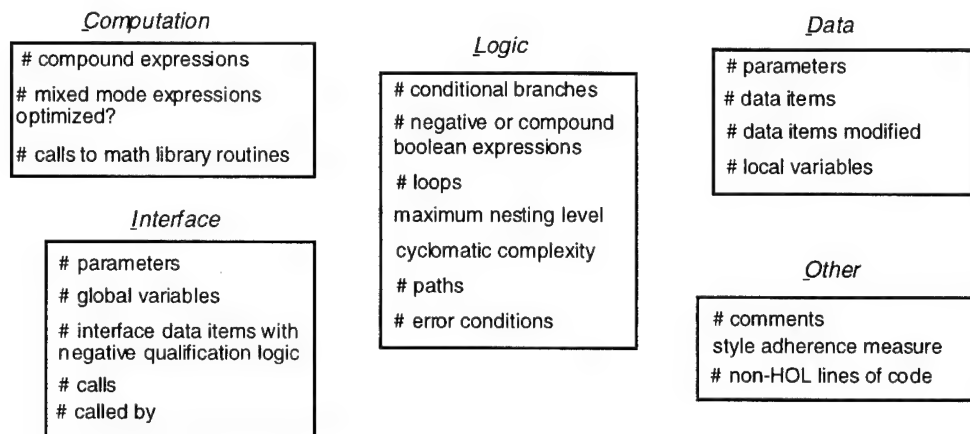 Computation
# compound expressions
# mixed mode expressions
optimized?
# calls to math library routines
Interface
# parameters
# global variables
# interface data items with
negative qualification logic
# calls
# called by
Logic
# conditional branches
# negative or compound
boolean expressions
# loops
maximum nesting level
cyclomatic complexity
# paths
# error conditions
Data
# parameters
# data items
# data items modified
# local variables
Other
# comments
style adherence measure
# non-HOL lines of code